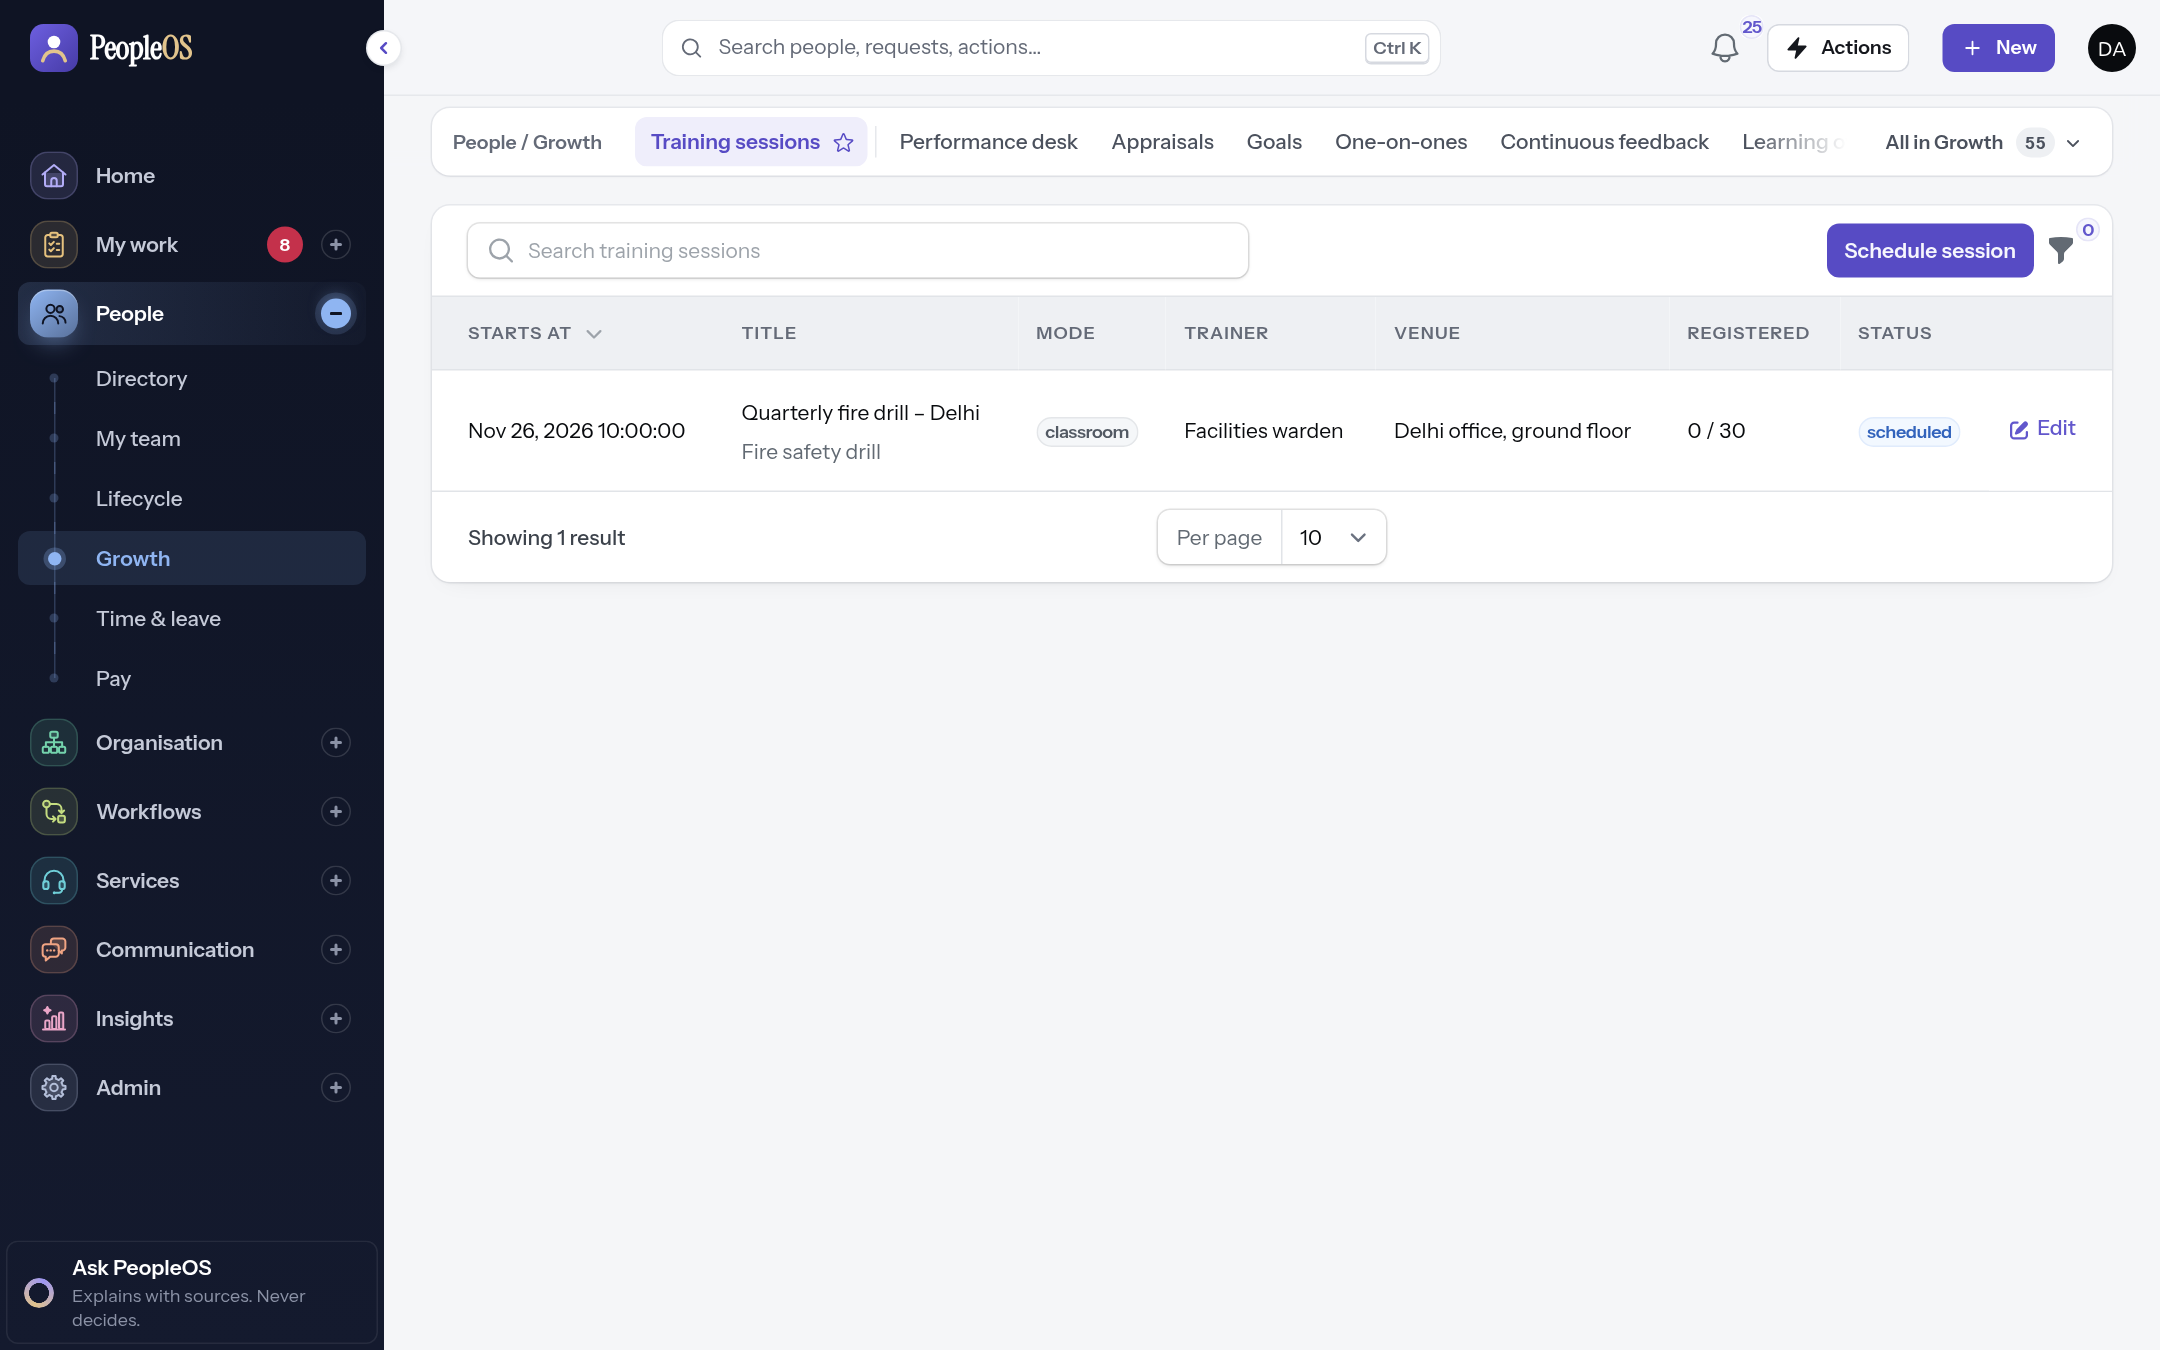 PeopleOS
Search people, requests, actions...
Ctrl K
25
Actions
New
DA
Home
My work
8
People
Directory
My team
Lifecycle
Growth
Time & leave
Pay
Organisation
Workflows
Services
Communication
Insights
Admin
Ask PeopleOS
Explains with sources. Never
decides.
People / Growth
Training sessions
Performance desk
Appraisals
Goals
One-on-ones
Continuous feedback
Learning
All in Growth
55
Search training sessions
Schedule session
0
STARTS AT
TITLE
MODE
TRAINER
VENUE
REGISTERED
STATUS
Nov 26, 2026 10:00:00
Quarterly fire drill – Delhi
Fire safety drill
classroom
Facilities warden
Delhi office, ground floor
0 / 30
scheduled
Edit
Showing 1 result
Per page
10